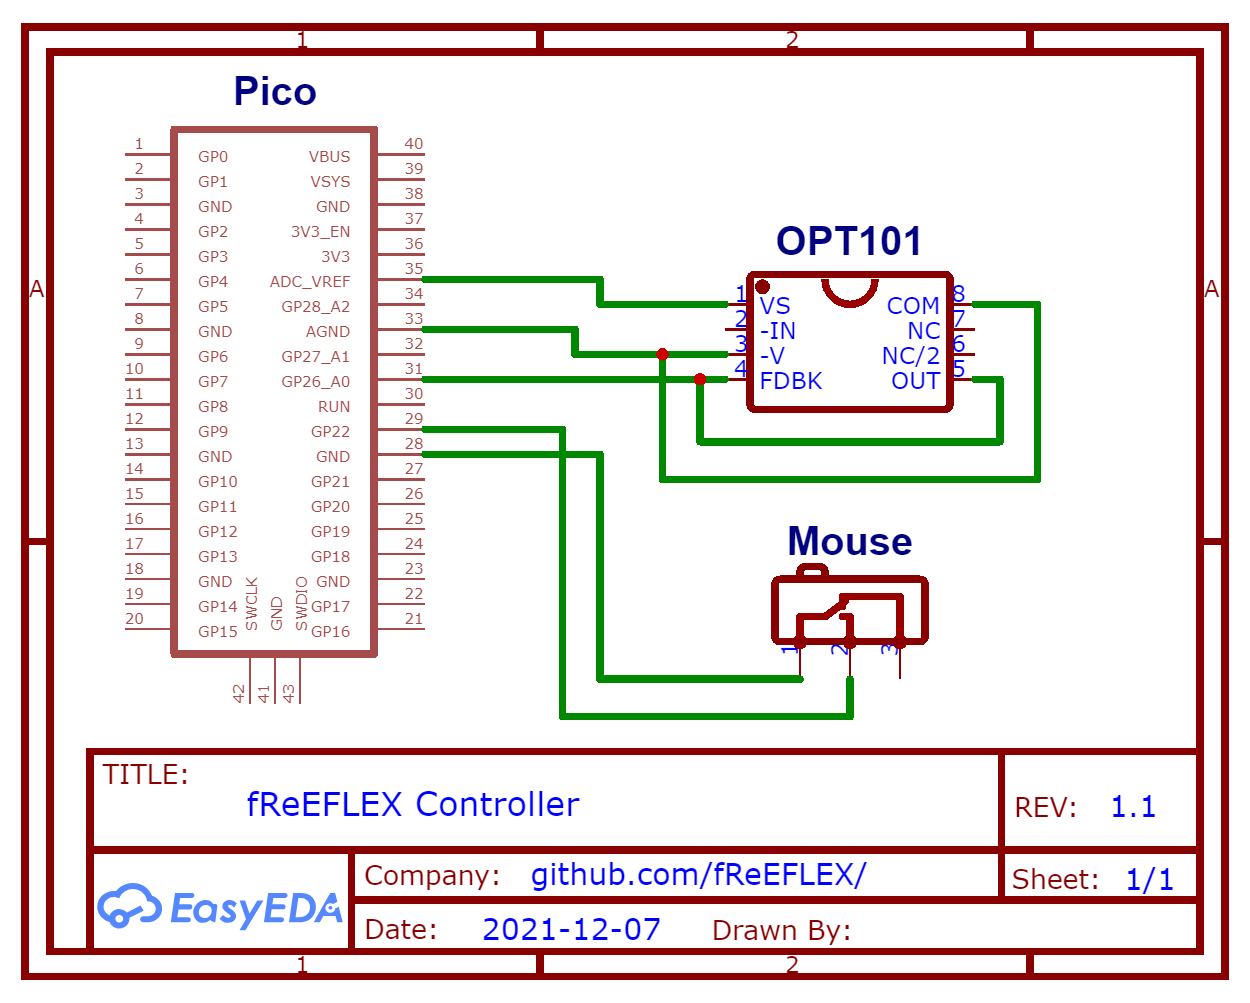 1 2
Pico
1 GP0 VBUS 40
2 GP1 VSYS 39
3 GND GND 38
4 GP2 3V3_EN 37
5 GP3 3V3 36
6 GP4 ADC_VREF 35
7 GP5 GP28_A2 34
8 GND AGND 33
9 GP6 GP27_A1 32
10 GP7 GP26_A0 31
11 GP8 RUN 30
12 GP9 GP22 29
13 GND GND 28
14 GP10 GP21 27
15 GP11 GP20 26
16 GP12 GP19 25
17 GP13 GP18 24
18 GND GND 23
19 GP14 GP17 22
20 GP15 GP16 21
SWCLK GND SWDIO
42 41 43
OPT101
1 VS COM 8
2 -IN NC 7
3 -V NC/2 6
4 FDBK OUT 5
A A
Mouse
1 2 3
TITLE:
fReEFLEX Controller
REV: 1.1
EasyEDA
Company: github.com/fReEFLEX/
Sheet: 1/1
Date: 2021-12-07 Drawn By:
1 2